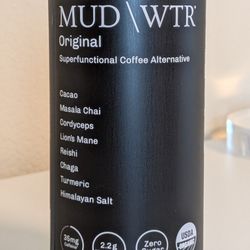 MUD\WTR
Original
Superfunctional Coffee Alternative
Cacao
Masala Chai
Cordyceps
Lion's Mane
Reishi
Chaga
Turmeric
Himalayan Salt
35mg
2.2g
Zero
USDA